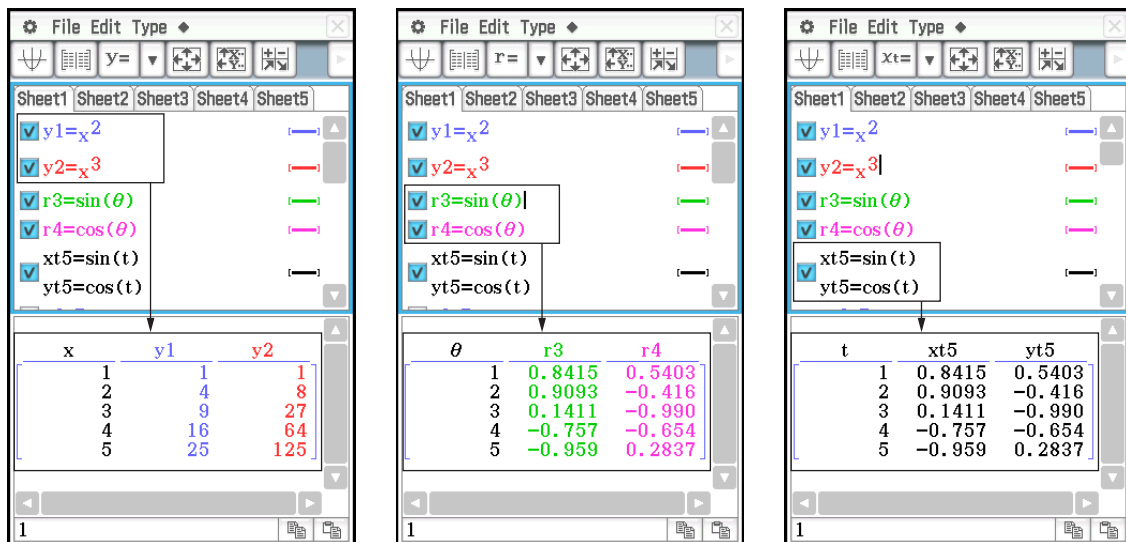 File Edit Type ◆
y=
Sheet1 Sheet2 Sheet3 Sheet4 Sheet5
y1=x^2
y2=x^3
r3=sin(θ)
r4=cos(θ)
xt5=sin(t)
yt5=cos(t)
x y1 y2
1 1 1
2 4 8
3 9 27
4 16 64
5 25 125
1
File Edit Type ◆
r=
Sheet1 Sheet2 Sheet3 Sheet4 Sheet5
y1=x^2
y2=x^3
r3=sin(θ)
r4=cos(θ)
xt5=sin(t)
yt5=cos(t)
θ r3 r4
1 0.8415 0.5403
2 0.9093 -0.416
3 0.1411 -0.990
4 -0.757 -0.654
5 -0.959 0.2837
1
File Edit Type ◆
xt=
Sheet1 Sheet2 Sheet3 Sheet4 Sheet5
y1=x^2
y2=x^3
r3=sin(θ)
r4=cos(θ)
xt5=sin(t)
yt5=cos(t)
t xt5 yt5
1 0.8415 0.5403
2 0.9093 -0.416
3 0.1411 -0.990
4 -0.757 -0.654
5 -0.959 0.2837
1